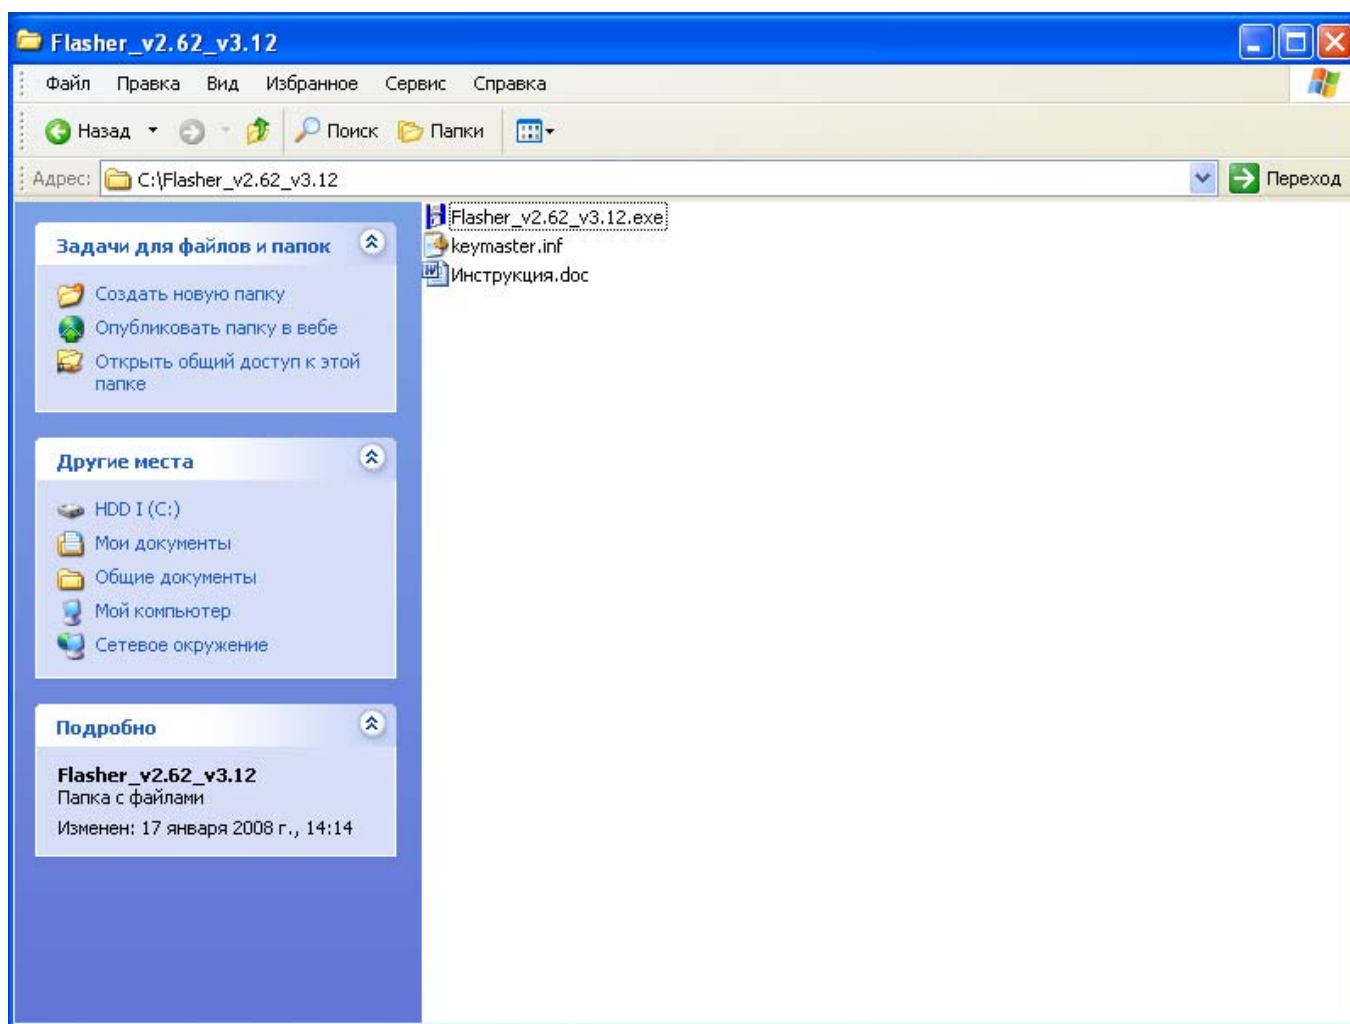 Flasher_v2.62_v3.12
Файл Правка Вид Избранное Сервис Справка
Назад Поиск Папки
Адрес: C:\Flasher_v2.62_v3.12 Переход
Flasher_v2.62_v3.12.exe
keymaster.inf
Инструкция.doc
Задачи для файлов и папок
Создать новую папку
Опубликовать папку в вебе
Открыть общий доступ к этой
папке
Другие места
HDD I (C:)
Мои документы
Общие документы
Мой компьютер
Сетевое окружение
Подробно
Flasher_v2.62_v3.12
Папка с файлами
Изменен: 17 января 2008 г., 14:14